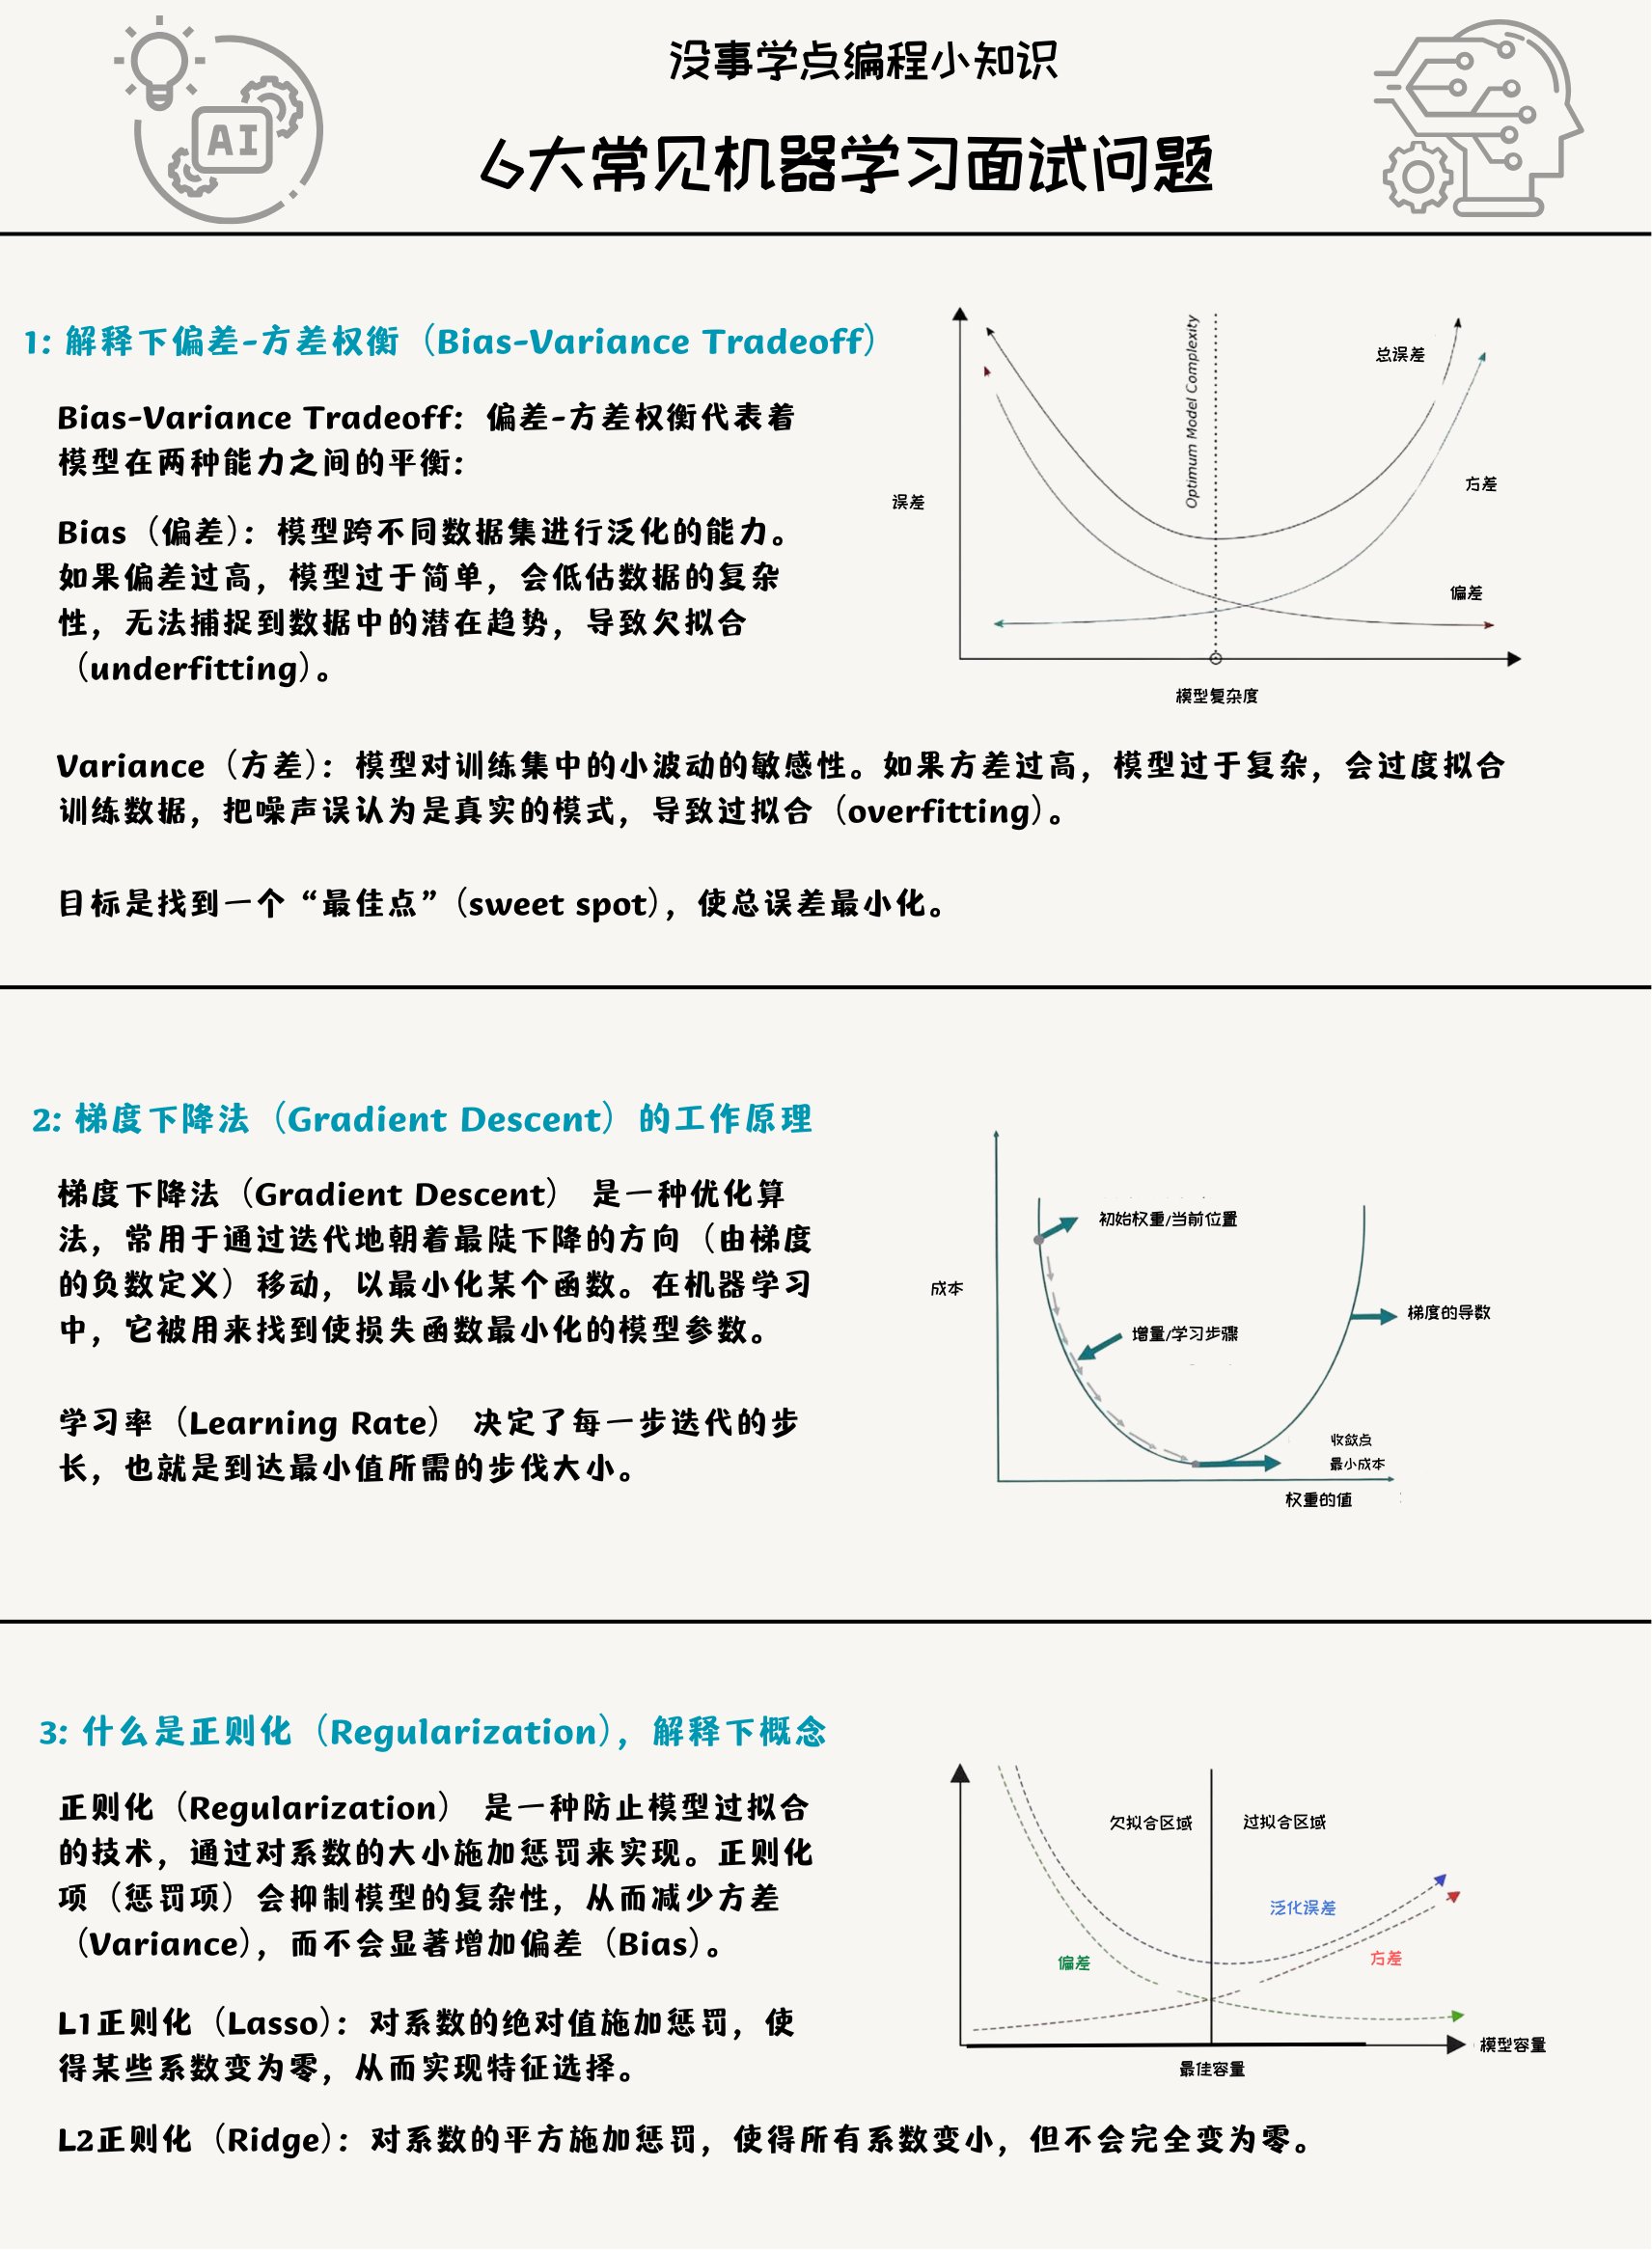 没事学点编程小知识
6大常见机器学习面试问题
AI
1: 解释下偏差-方差权衡（Bias-Variance Tradeoff）
Bias-Variance Tradeoff：偏差-方差权衡代表着
模型在两种能力之间的平衡：
Bias（偏差）：模型跨不同数据集进行泛化的能力。
如果偏差过高，模型过于简单，会低估数据的复杂
性，无法捕捉到数据中的潜在趋势，导致欠拟合
（underfitting）。
Optimum Model Complexity
总误差
方差
误差
偏差
模型复杂度
Variance（方差）：模型对训练集中的小波动的敏感性。如果方差过高，模型过于复杂，会过度拟合
训练数据，把噪声误认为是真实的模式，导致过拟合（overfitting）。
目标是找到一个“最佳点”（sweet spot），使总误差最小化。
2: 梯度下降法（Gradient Descent）的工作原理
梯度下降法（Gradient Descent） 是一种优化算
法，常用于通过迭代地朝着最陡下降的方向（由梯度
的负数定义）移动，以最小化某个函数。在机器学习
中，它被用来找到使损失函数最小化的模型参数。
学习率（Learning Rate） 决定了每一步迭代的步
长，也就是到达最小值所需的步伐大小。
初始权重/当前位置
成本
梯度的导数
增量/学习步骤
收敛点
最小成本
权重的值
3: 什么是正则化（Regularization），解释下概念
正则化（Regularization） 是一种防止模型过拟合
的技术，通过对系数的大小施加惩罚来实现。正则化
项（惩罚项）会抑制模型的复杂性，从而减少方差
（Variance），而不会显著增加偏差（Bias）。
L1正则化（Lasso）：对系数的绝对值施加惩罚，使
得某些系数变为零，从而实现特征选择。
欠拟合区域
过拟合区域
泛化误差
偏差
方差
模型容量
最佳容量
L2正则化（Ridge）：对系数的平方施加惩罚，使得所有系数变小，但不会完全变为零。